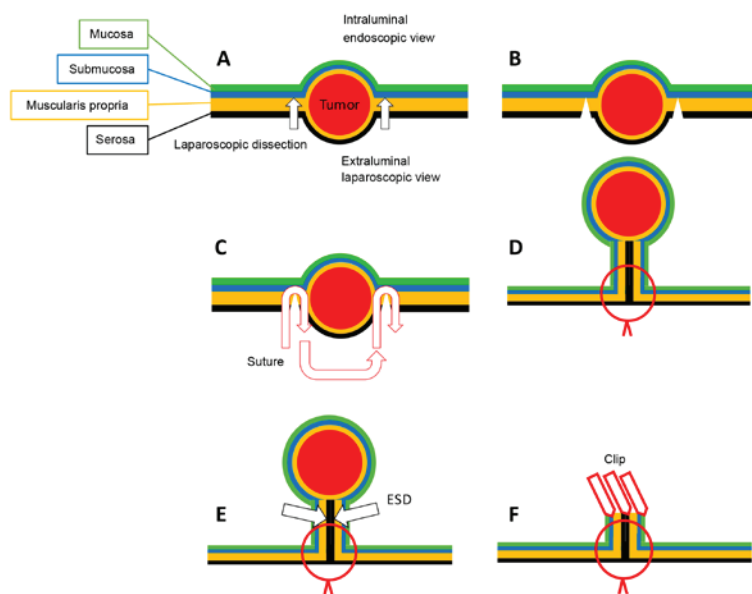 Mucosa
Submucosa
Muscularis propria
Serosa
A
Intraluminal
endoscopic view
Tumor
Laparoscopic dissection
Extraluminal
laparoscopic view
B
C
Suture
D
E
ESD
F
Clip